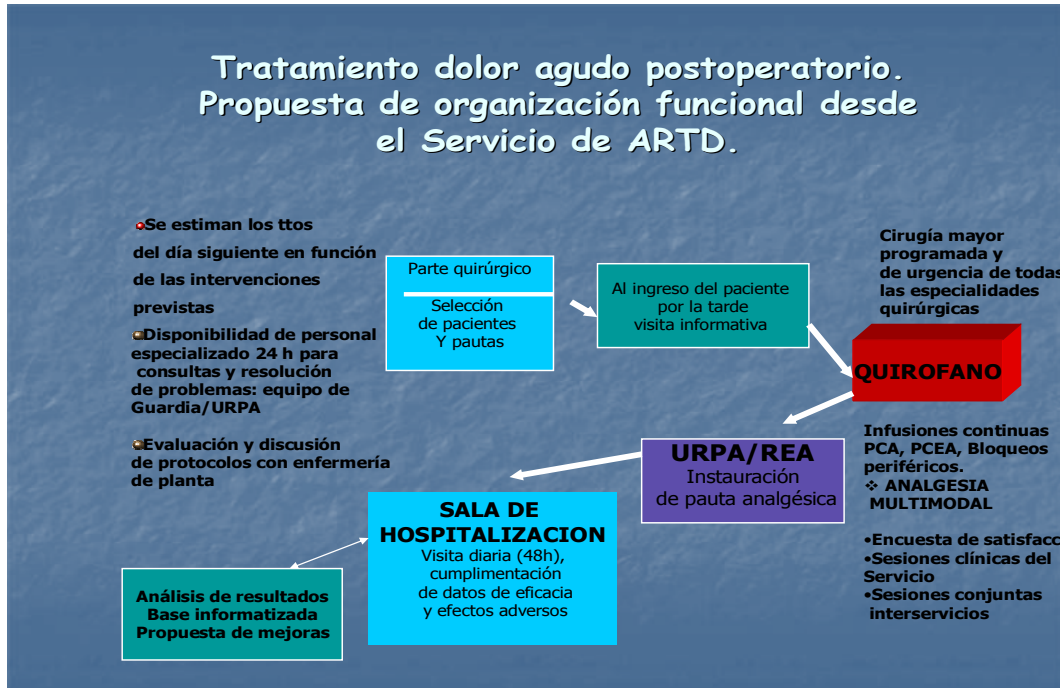 Tratamiento dolor agudo postoperatorio.
Propuesta de organización funcional desde
el Servicio de ARTD.
Se estiman los ttos
del día siguiente en función
de las intervenciones
previstas
Disponibilidad de personal
especializado 24 h para
consultas y resolución
de problemas: equipo de
Guardia/URPA
Evaluación y discusión
de protocolos con enfermería
de planta
Parte quirúrgico
Selección
de pacientes
Y pautas
Al ingreso del paciente
por la tarde
visita informativa
Cirugía mayor
programada y
de urgencia de todas
las especialidades
quirúrgicas
QUIROFANO
URPA/REA
Instauración
de pauta analgésica
Infusiones continuas
PCA, PCEA, Bloqueos
periféricos.
❖ ANALGESIA
MULTIMODAL
•Encuesta de satisfacc
•Sesiones clínicas del
Servicio
•Sesiones conjuntas
interservicios
SALA DE
HOSPITALIZACION
Visita diaria (48h),
cumplimentación
de datos de eficacia
y efectos adversos
Análisis de resultados
Base informatizada
Propuesta de mejoras